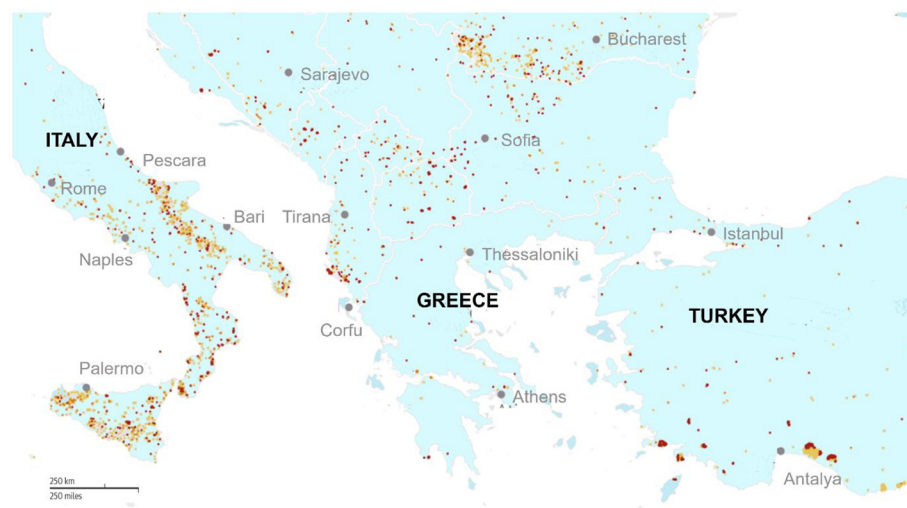 Bucharest
Sarajevo
Sofia
ITALY
Pescara
Rome
Bari
Tirana
Naples
Istanbul
Thessaloniki
GREECE
TURKEY
Corfu
Palermo
Athens
Antalya
250 km
250 miles